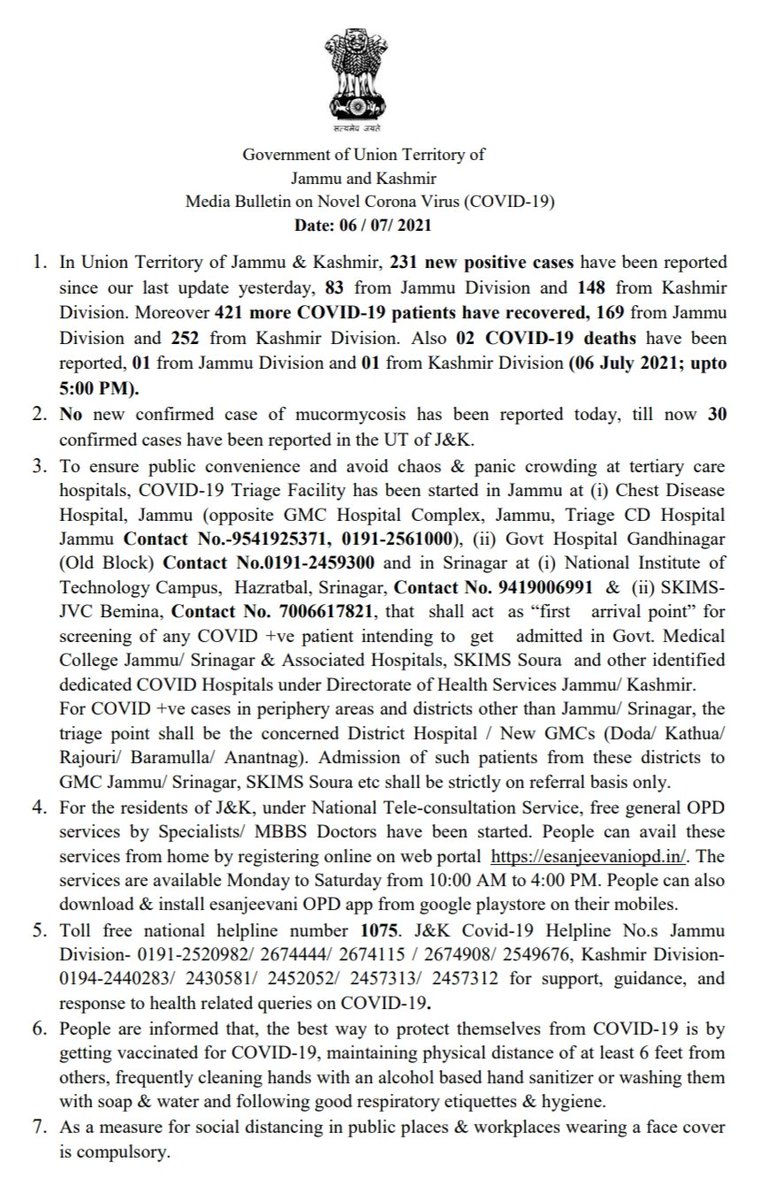 सत्यमेव जयते
Government of Union Territory of
Jammu and Kashmir
Media Bulletin on Novel Corona Virus (COVID-19)
Date: 06 / 07/ 2021
1. In Union Territory of Jammu & Kashmir, 231 new positive cases have been reported
since our last update yesterday, 83 from Jammu Division and 148 from Kashmir
Division. Moreover 421 more COVID-19 patients have recovered, 169 from Jammu
Division and 252 from Kashmir Division. Also 02 COVID-19 deaths have been
reported, 01 from Jammu Division and 01 from Kashmir Division (06 July 2021; upto
5:00 PM).
2. No new confirmed case of mucormycosis has been reported today, till now 30
confirmed cases have been reported in the UT of J&K.
3. To ensure public convenience and avoid chaos & panic crowding at tertiary care
hospitals, COVID-19 Triage Facility has been started in Jammu at (i) Chest Disease
Hospital, Jammu (opposite GMC Hospital Complex, Jammu, Triage CD Hospital
Jammu Contact No.-9541925371, 0191-2561000), (ii) Govt Hospital Gandhinagar
(Old Block) Contact No.0191-2459300 and in Srinagar at (i) National Institute of
Technology Campus, Hazratbal, Srinagar, Contact No. 9419006991 & (ii) SKIMS-
JVC Bemina, Contact No. 7006617821, that shall act as “first arrival point” for
screening of any COVID +ve patient intending to get admitted in Govt. Medical
College Jammu/ Srinagar & Associated Hospitals, SKIMS Soura and other identified
dedicated COVID Hospitals under Directorate of Health Services Jammu/ Kashmir.
For COVID +ve cases in periphery areas and districts other than Jammu/ Srinagar, the
triage point shall be the concerned District Hospital / New GMCs (Doda/ Kathua/
Rajouri/ Baramulla/ Anantnag). Admission of such patients from these districts to
GMC Jammu/ Srinagar, SKIMS Soura etc shall be strictly on referral basis only.
4. For the residents of J&K, under National Tele-consultation Service, free general OPD
services by Specialists/ MBBS Doctors have been started. People can avail these
services from home by registering online on web portal https://esanjeevaniopd.in/. The
services are available Monday to Saturday from 10:00 AM to 4:00 PM. People can also
download & install esanjeevani OPD app from google playstore on their mobiles.
5. Toll free national helpline number 1075. J&K Covid-19 Helpline No.s Jammu
Division- 0191-2520982/ 2674444/ 2674115 / 2674908/ 2549676, Kashmir Division-
0194-2440283/ 2430581/ 2452052/ 2457313/ 2457312 for support, guidance, and
response to health related queries on COVID-19.
6. People are informed that, the best way to protect themselves from COVID-19 is by
getting vaccinated for COVID-19, maintaining physical distance of at least 6 feet from
others, frequently cleaning hands with an alcohol based hand sanitizer or washing them
with soap & water and following good respiratory etiquettes & hygiene.
7. As a measure for social distancing in public places & workplaces wearing a face cover
is compulsory.